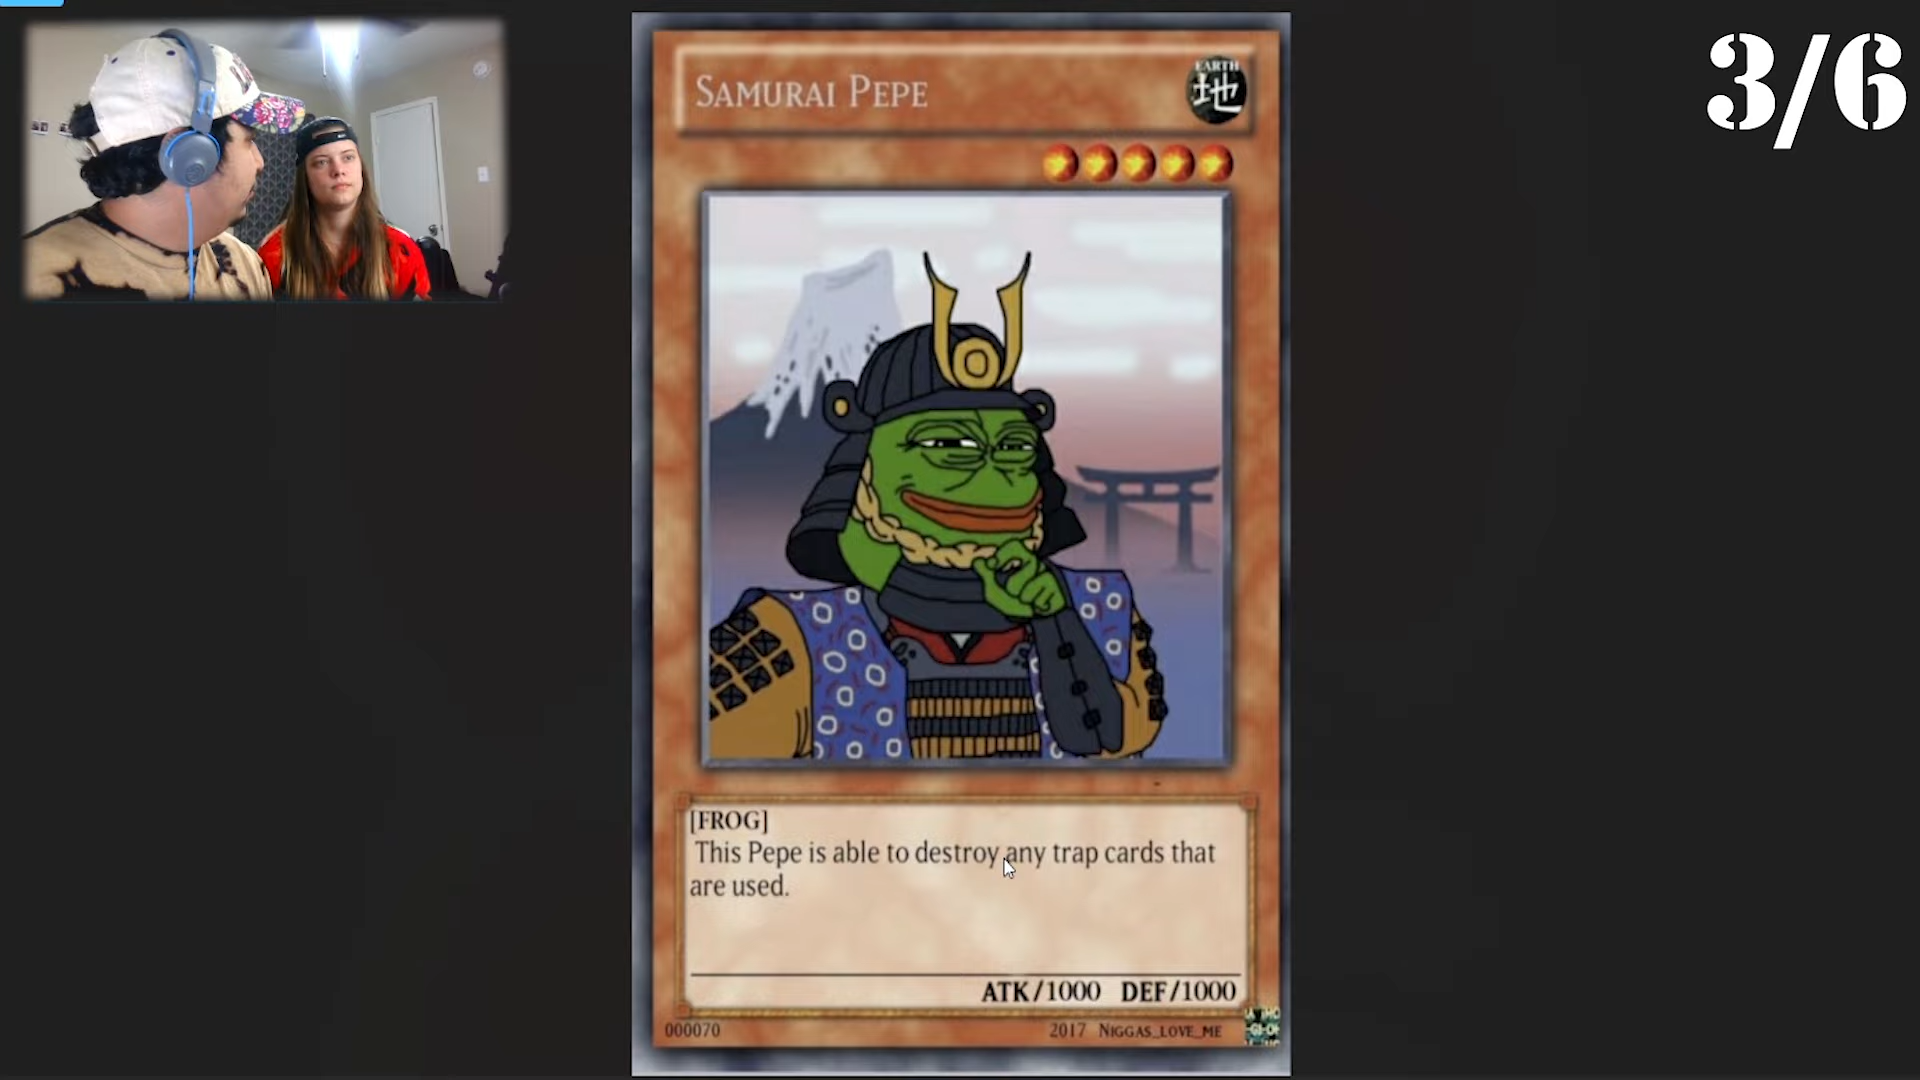 3/6
SAMURAI PEPE
EARTH
地
[FROG]
This Pepe is able to destroy any trap cards that
are used.
ATK/1000 DEF/1000
000070
2017 NIGGAS_LOVE_ME